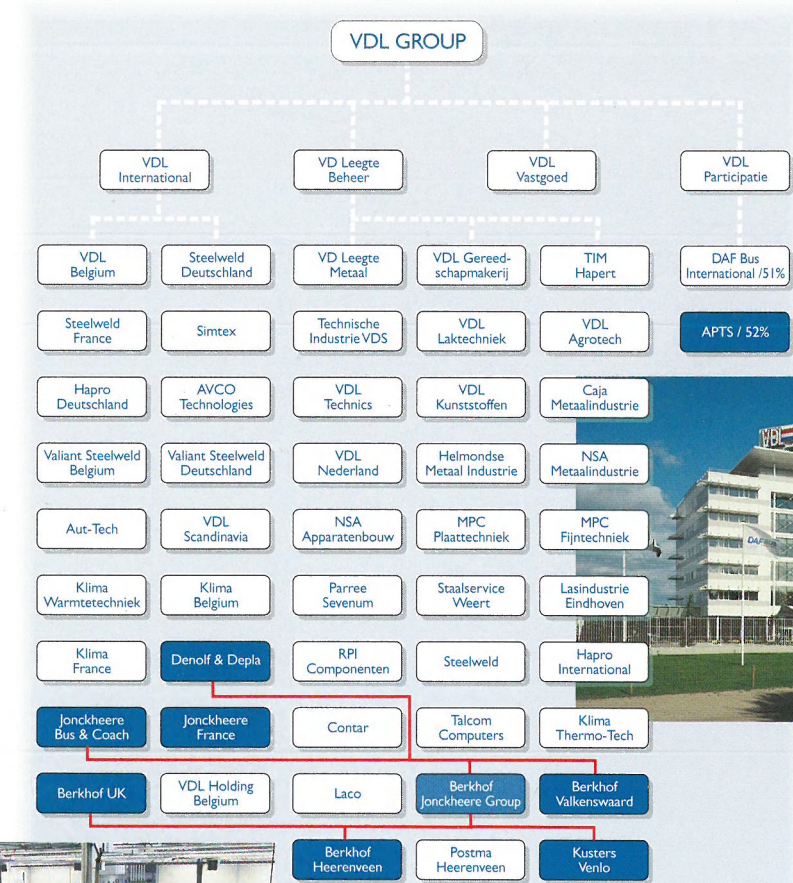 VDL GROUP
VDL
International
VD Leegte
Beheer
VDL
Vastgoed
VDL
Participatie
VDL
Belgium
Steelweld
Deutschland
VD Leegte
Metaal
VDL Gereed-
schapmakerij
TIM
Hapert
DAF Bus
International /51%
Steelweld
France
Simtex
Technische
Industrie VDS
VDL
Laktechniek
VDL
Agrotech
APTS / 52%
Hapro
Deutschland
AVCO
Technologies
VDL
Technics
VDL
Kunststoffen
Caja
Metaalindustrie
Valiant Steelweld
Belgium
Valiant Steelweld
Deutschland
VDL
Nederland
Helmondse
Metaal Industrie
NSA
Metaalindustrie
VDL
Aut-Tech
VDL
Scandinavia
NSA
Apparatenbouw
MPC
Plaattechniek
MPC
Fijntechniek
DAF
Klima
Warmtetechniek
Klima
Belgium
Parree
Sevenum
Staalservice
Weert
Lasindustrie
Eindhoven
Klima
France
Denolf & Depla
RPI
Componenten
Steelweld
Hapro
International
Jonckheere
Bus & Coach
Jonckheere
France
Contar
Talcom
Computers
Klima
Thermo-Tech
Berkhof UK
VDL Holding
Belgium
Laco
Berkhof
Jonckheere Group
Berkhof
Valkenswaard
Berkhof
Heerenveen
Postma
Heerenveen
Kusters
Venlo